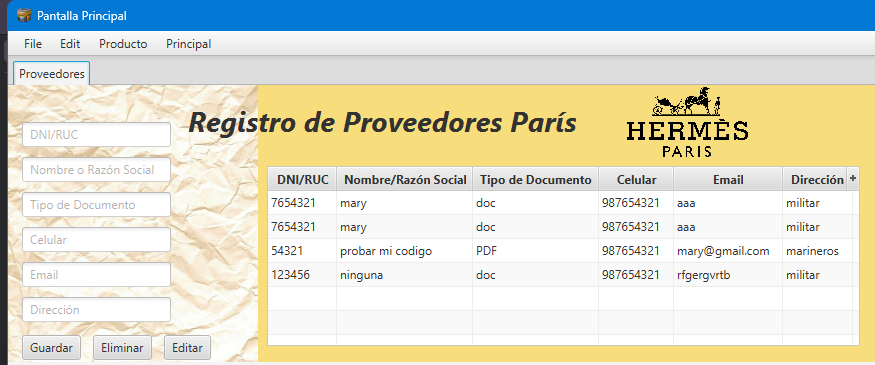 Pantalla Principal
File Edit Producto Principal
Proveedores
Registro de Proveedores París
HERMÈS
PARIS
DNI/RUC
Nombre o Razón Social
Tipo de Documento
Celular
Email
Dirección
Guardar Eliminar Editar
DNI/RUC Nombre/Razón Social Tipo de Documento Celular Email Dirección +
7654321 mary doc 987654321 aaa militar
7654321 mary doc 987654321 aaa militar
54321 probar mi codigo PDF 987654321 mary@gmail.com marineros
123456 ninguna doc 987654321 rfgergvrtb militar